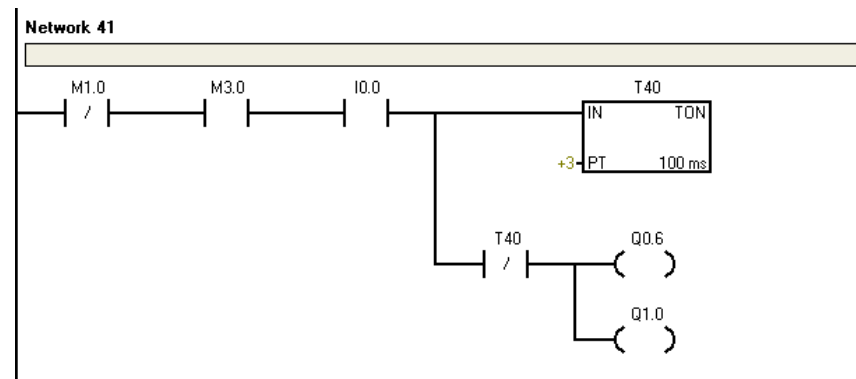 Network 41
M1.0 M3.0 I0.0 T40
/ IN TON
+3 PT 100 ms
T40 Q0.6
/
Q1.0